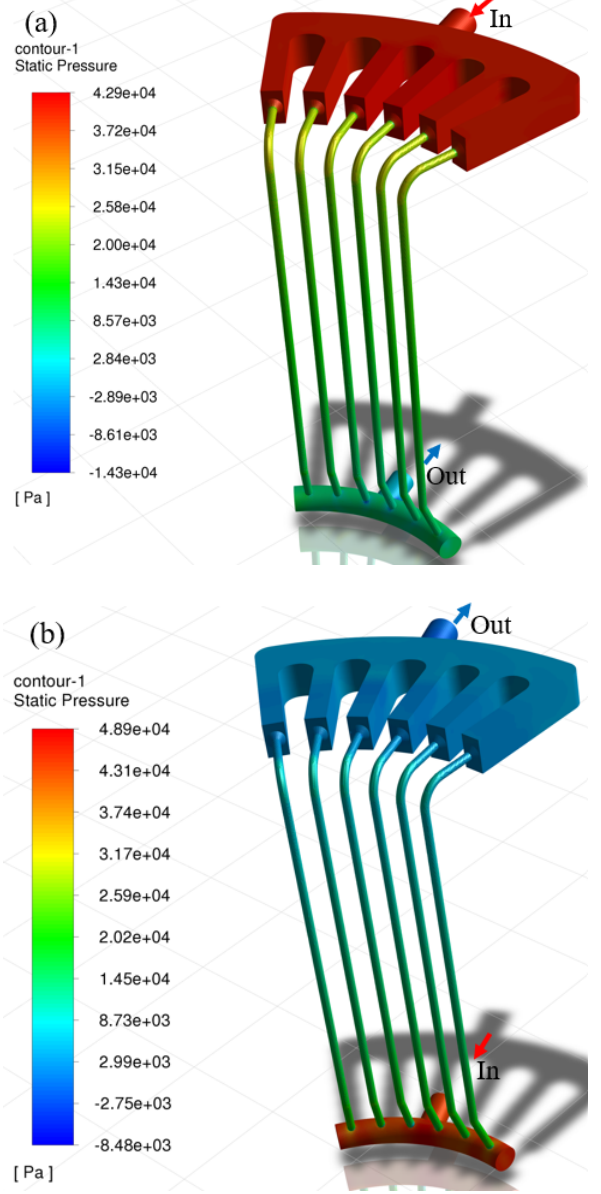 (a)
In
contour-1
Static Pressure
4.29e+04
3.72e+04
3.15e+04
2.58e+04
2.00e+04
1.43e+04
8.57e+03
2.84e+03
-2.89e+03
-8.61e+03
-1.43e+04
[ Pa ]
Out
(b)
Out
contour-1
Static Pressure
4.89e+04
4.31e+04
3.74e+04
3.17e+04
2.59e+04
2.02e+04
1.45e+04
8.73e+03
2.99e+03
-2.75e+03
-8.48e+03
[ Pa ]
In